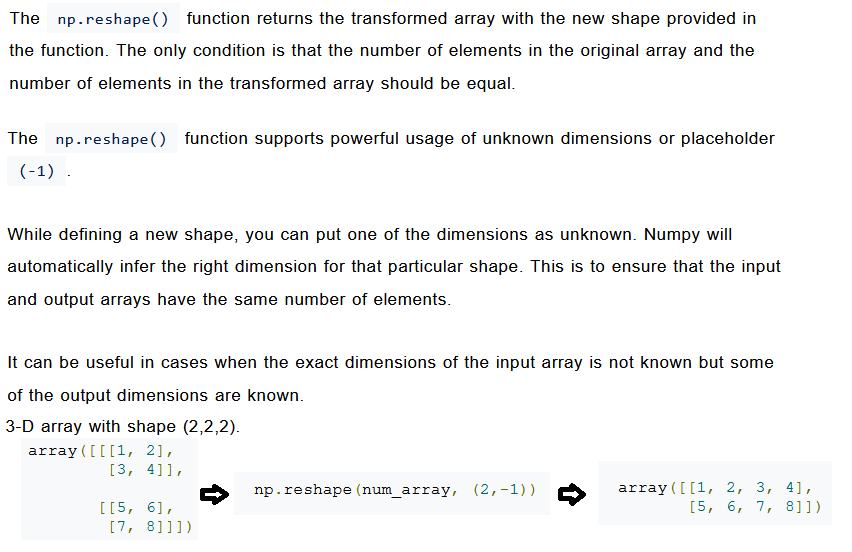 The np.reshape() function returns the transformed array with the new shape provided in
the function. The only condition is that the number of elements in the original array and the
number of elements in the transformed array should be equal.
The np.reshape() function supports powerful usage of unknown dimensions or placeholder
(-1) .
While defining a new shape, you can put one of the dimensions as unknown. Numpy will
automatically infer the right dimension for that particular shape. This is to ensure that the input
and output arrays have the same number of elements.
It can be useful in cases when the exact dimensions of the input array is not known but some
of the output dimensions are known.
3-D array with shape (2,2,2).
array([[[1, 2],
[3, 4]],
[[5, 6],
[7, 8]]])
np.reshape(num_array, (2,-1))
array([[1, 2, 3, 4],
[5, 6, 7, 8]])